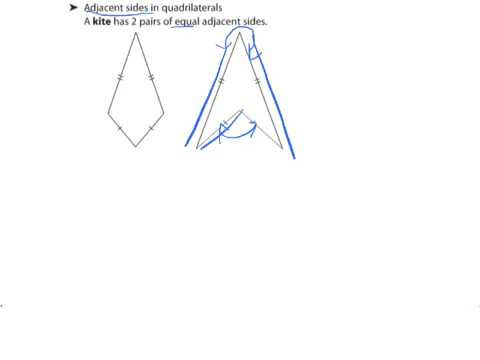 ➤ Adjacent sides in quadrilaterals
A kite has 2 pairs of equal adjacent sides.